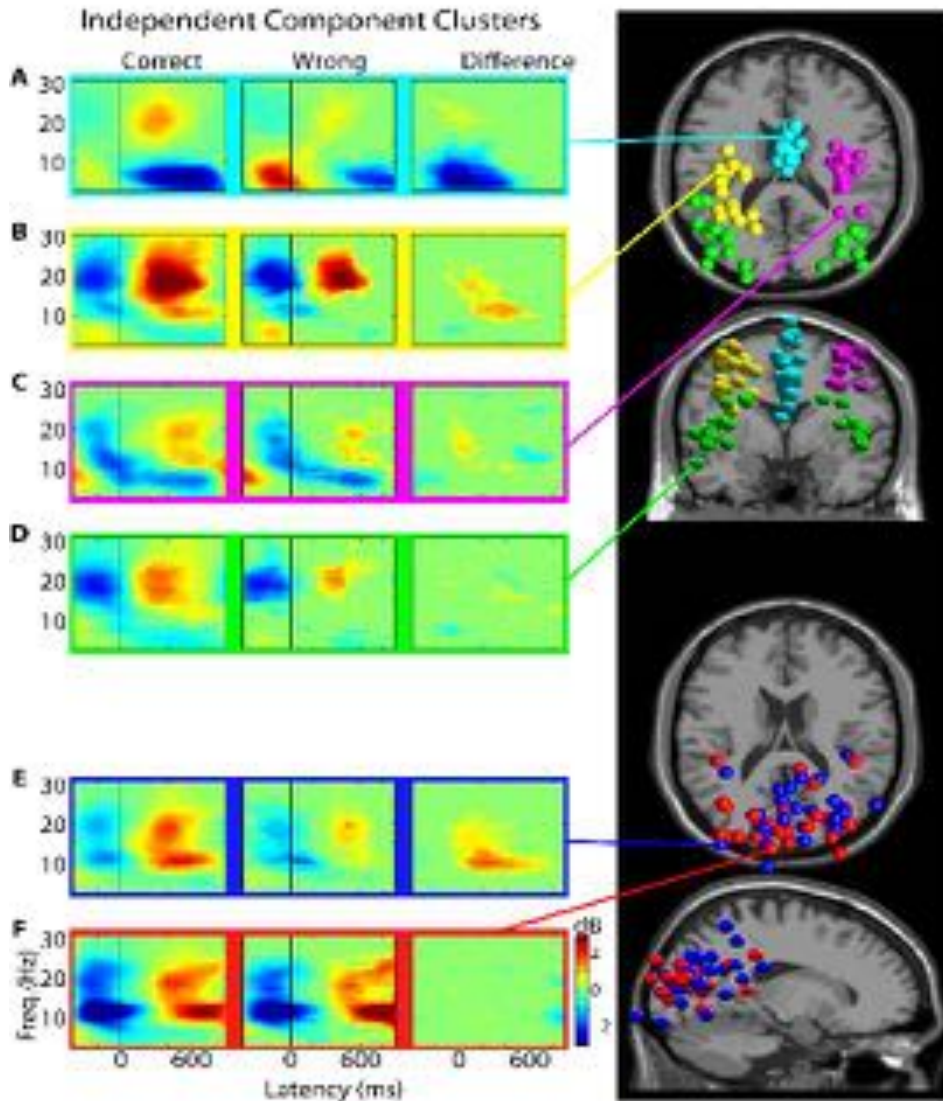 Independent Component Clusters
Correct Wrong Difference
A 30
20
10
B 30
20
10
C 30
20
10
D 30
20
10
E 30
20
10
F 30
20
10
Freq (Hz)
dB
0
0 600 0 600 0 600
Latency (ms)